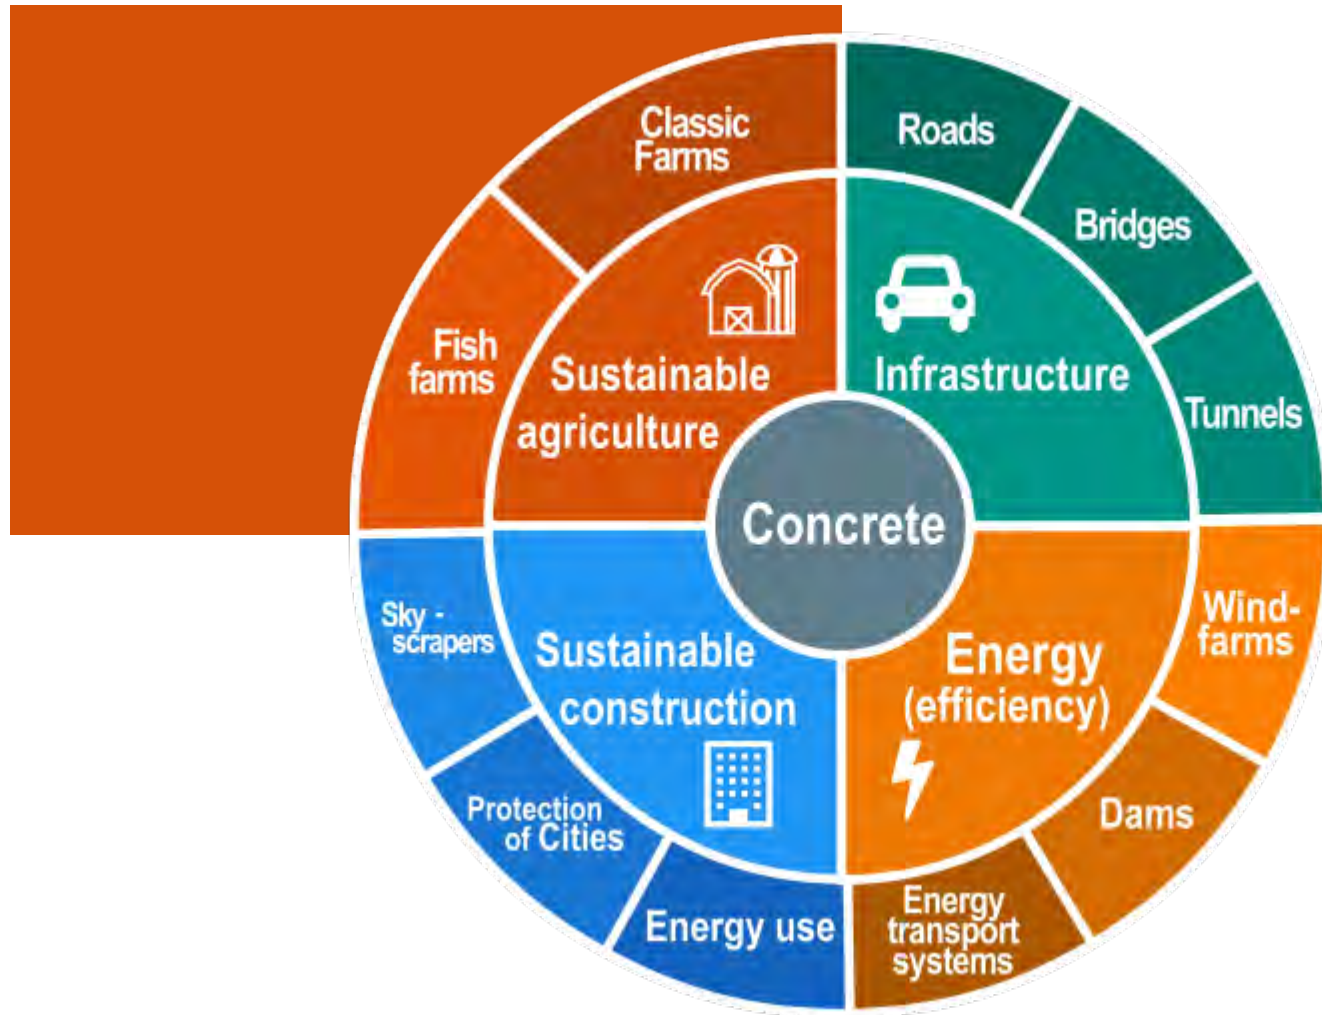 Classic
Farms
Roads
Bridges
Fish
farms
Sustainable
agriculture
Infrastructure
Tunnels
Concrete
Sky -
scrapers
Sustainable
construction
Energy
(efficiency)
Wind-
farms
Protection
of Cities
Dams
Energy use
Energy
transport
systems